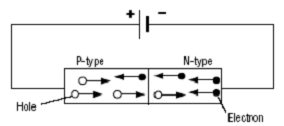 + −
P-type N-type
Hole
Electron